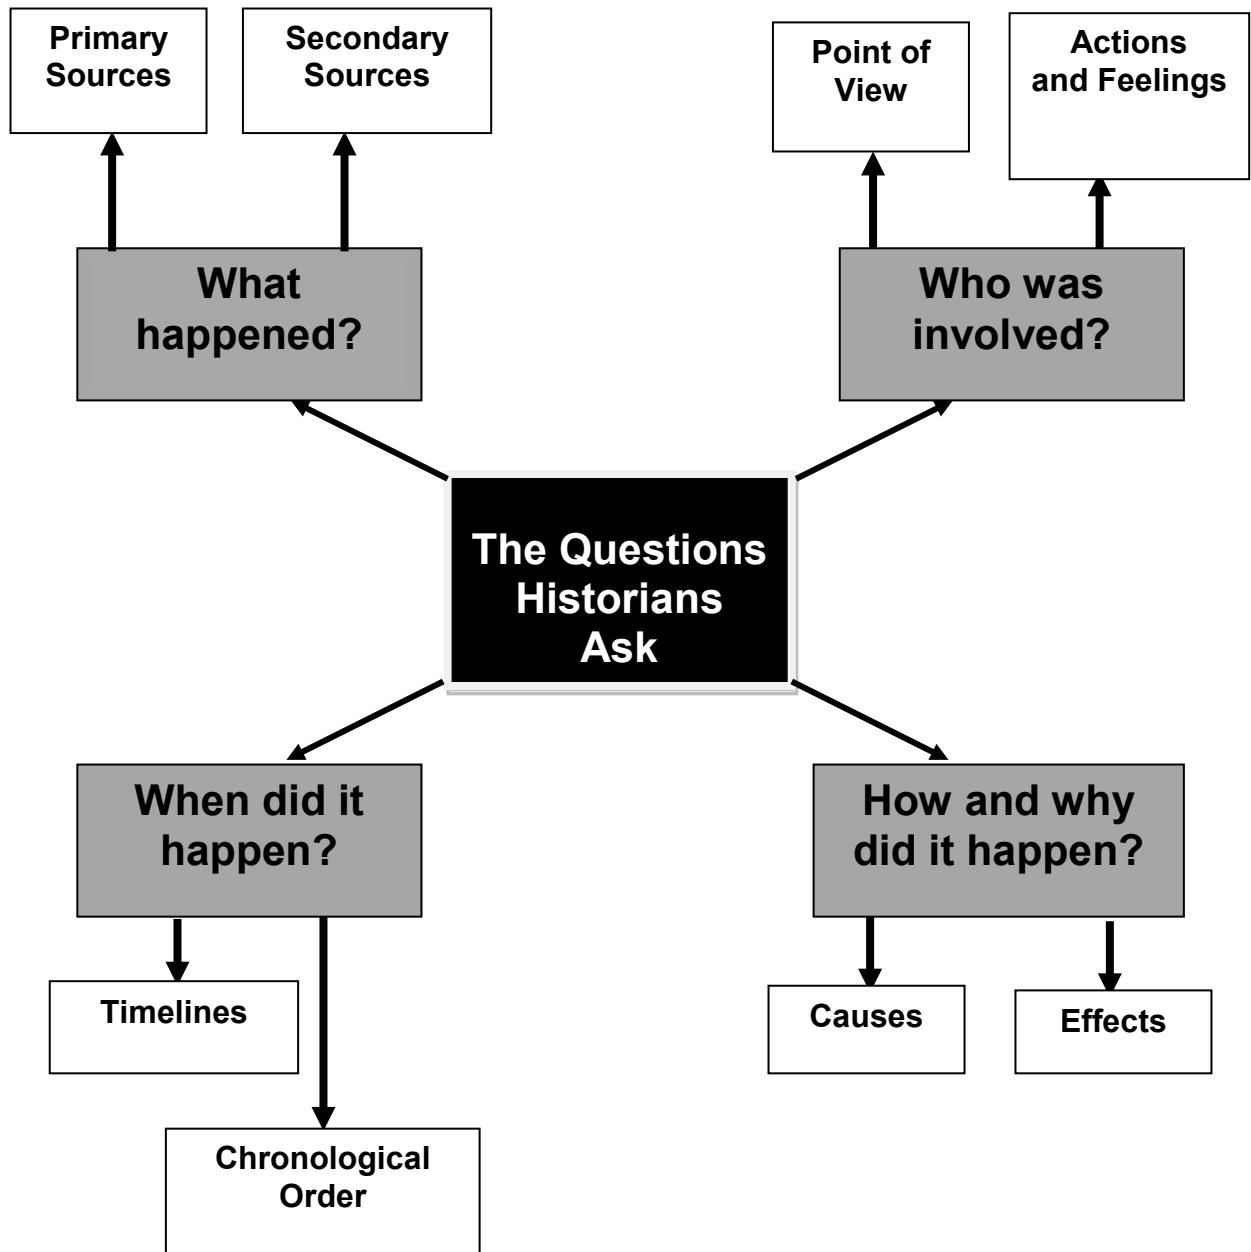 Primary
Sources
Secondary
Sources
Point of
View
Actions
and Feelings
What
happened?
Who was
involved?
The Questions
Historians
Ask
When did it
happen?
How and why
did it happen?
Timelines
Causes
Effects
Chronological
Order